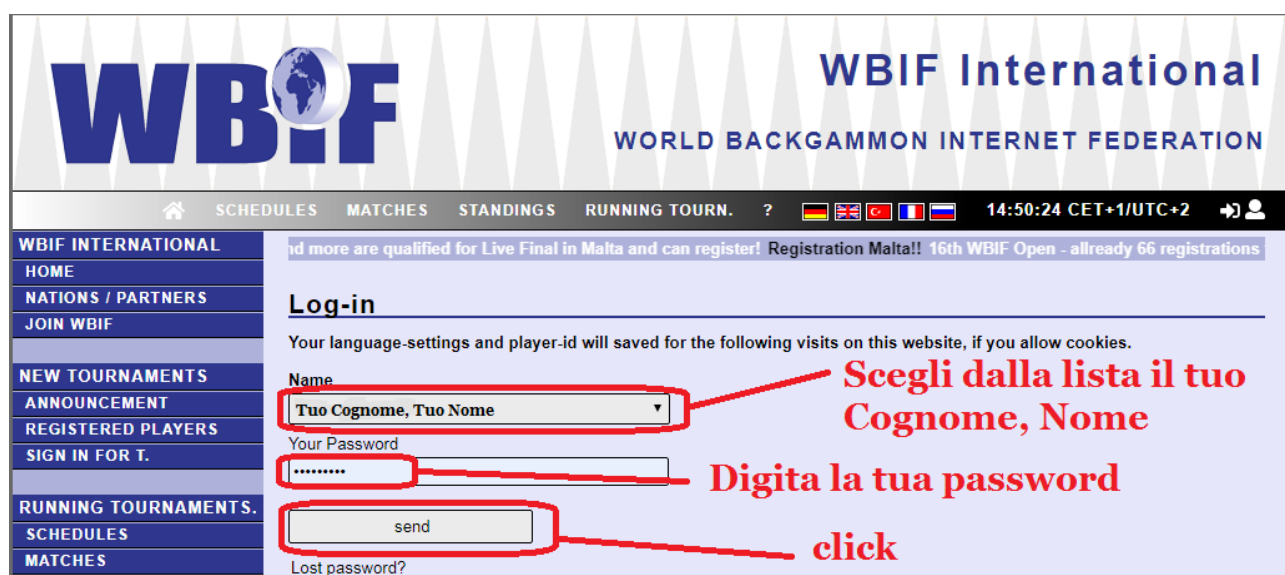 WBIF
WBIF International
WORLD BACKGAMMON INTERNET FEDERATION
SCHEDULES MATCHES STANDINGS RUNNING TOURN. ? 14:50:24 CET+1/UTC+2
WBIF INTERNATIONAL
HOME
NATIONS / PARTNERS
JOIN WBIF
NEW TOURNAMENTS
ANNOUNCEMENT
REGISTERED PLAYERS
SIGN IN FOR T.
RUNNING TOURNAMENTS.
SCHEDULES
MATCHES
nd more are qualified for Live Final in Malta and can register! Registration Malta!! 16th WBIF Open - allready 66 registrations
Log-in
Your language-settings and player-id will saved for the following visits on this website, if you allow cookies.
Name
Tuo Cognome, Tuo Nome
Scegli dalla lista il tuo
Cognome, Nome
Your Password
•••••••••
Digita la tua password
send
click
Lost password?